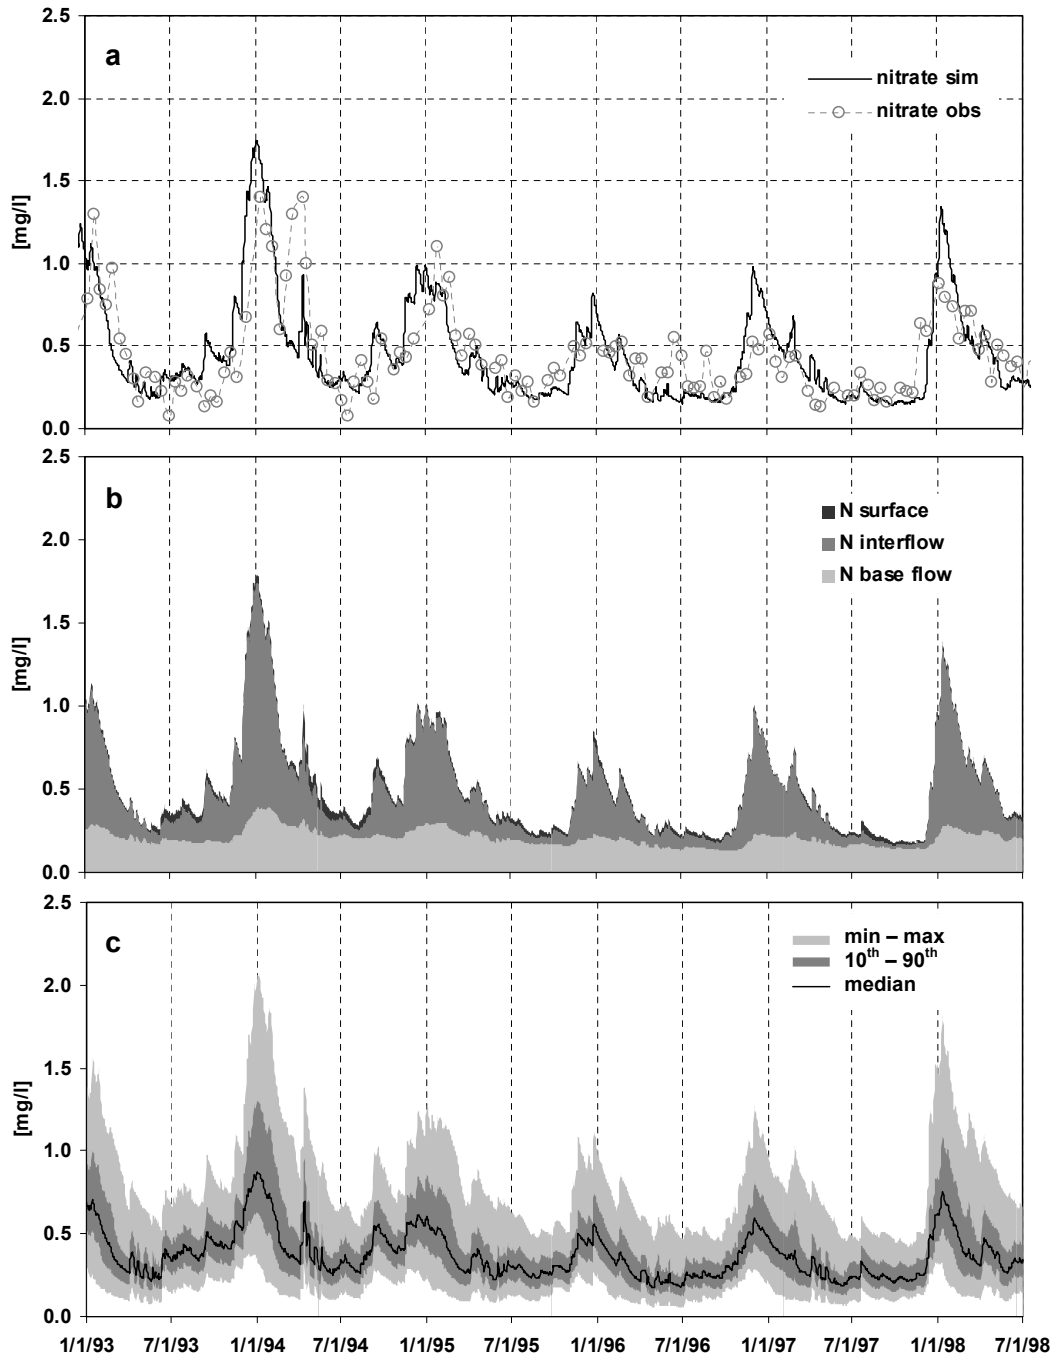 2.5
a
nitrate sim
2.0
nitrate obs
1.5
[mg/l]
1.0
0.5
0.0
2.5
b
N surface
2.0
N interflow
N base flow
1.5
[mg/l]
1.0
0.5
0.0
2.5
c
min – max
10th – 90th
2.0
median
1.5
[mg/l]
1.0
0.5
0.0
1/1/93 7/1/93 1/1/94 7/1/94 1/1/95 7/1/95 1/1/96 7/1/96 1/1/97 7/1/97 1/1/98 7/1/98